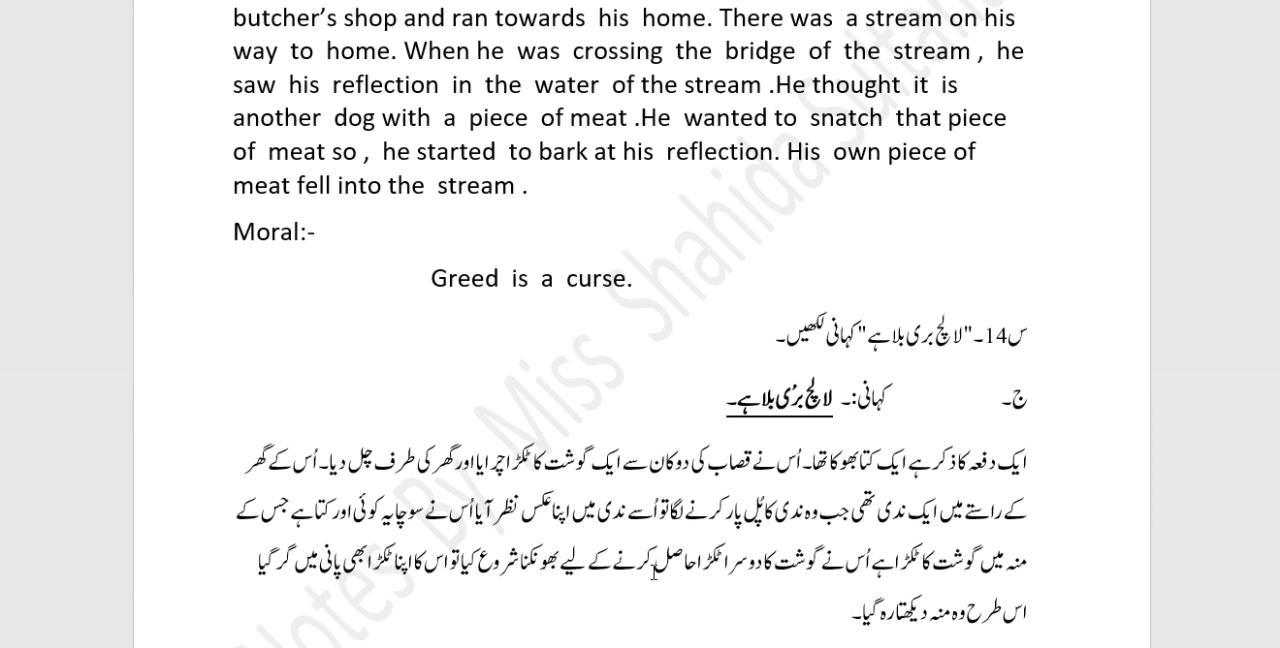 butcher's shop and ran towards his home. There was a stream on his
way to home. When he was crossing the bridge of the stream , he
saw his reflection in the water of the stream .He thought it is
another dog with a piece of meat .He wanted to snatch that piece
of meat so , he started to bark at his reflection. His own piece of
meat fell into the stream .
Moral:-
Greed is a curse.
س14۔"لالچ بری بلا ہے" کہانی لکھیں۔
ج۔ کہانی:۔ لالچ برُی بلا ہے۔
ایک دفعہ کا ذکر ہے ایک کتا بھوکا تھا۔اُس نے قصاب کی دوکان سے ایک گوشت کا ٹکڑا چرایا اور گھر کی طرف چل دیا۔ اُس کے گھر
کے راستے میں ایک ندی تھی جب وہ ندی کا پُل پار کرنے لگا تو اُسے ندی میں اپنا عکس نظر آیا اُس نے سوچا یہ کوئی اور کتا ہے جس کے
منہ میں گوشت کا ٹکڑا ہے اُس نے گوشت کا دوسرا ٹکڑا حاصل کرنے کے لیے بھونکنا شروع کیا تو اس کا اپنا ٹکڑا بھی پانی میں گر گیا
اس طرح وہ منہ دیکھتا رہ گیا۔
Notes By Miss Shahida Sultan